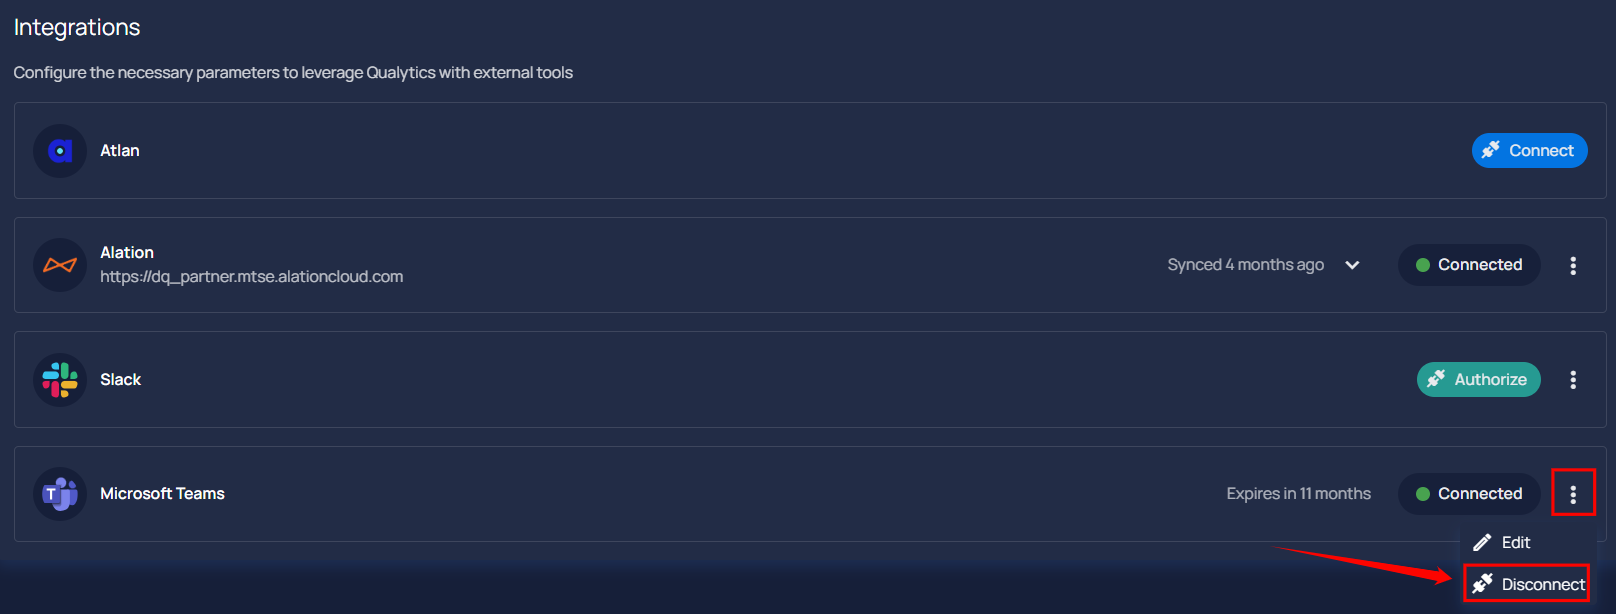 Integrations
Configure the necessary parameters to leverage Qualytics with external tools
Atlan
Connect
Alation
https://dq_partner.mtse.alationcloud.com
Synced 4 months ago
Connected
Slack
Authorize
T
Microsoft Teams
Expires in 11 months
Connected
Edit
Disconnect